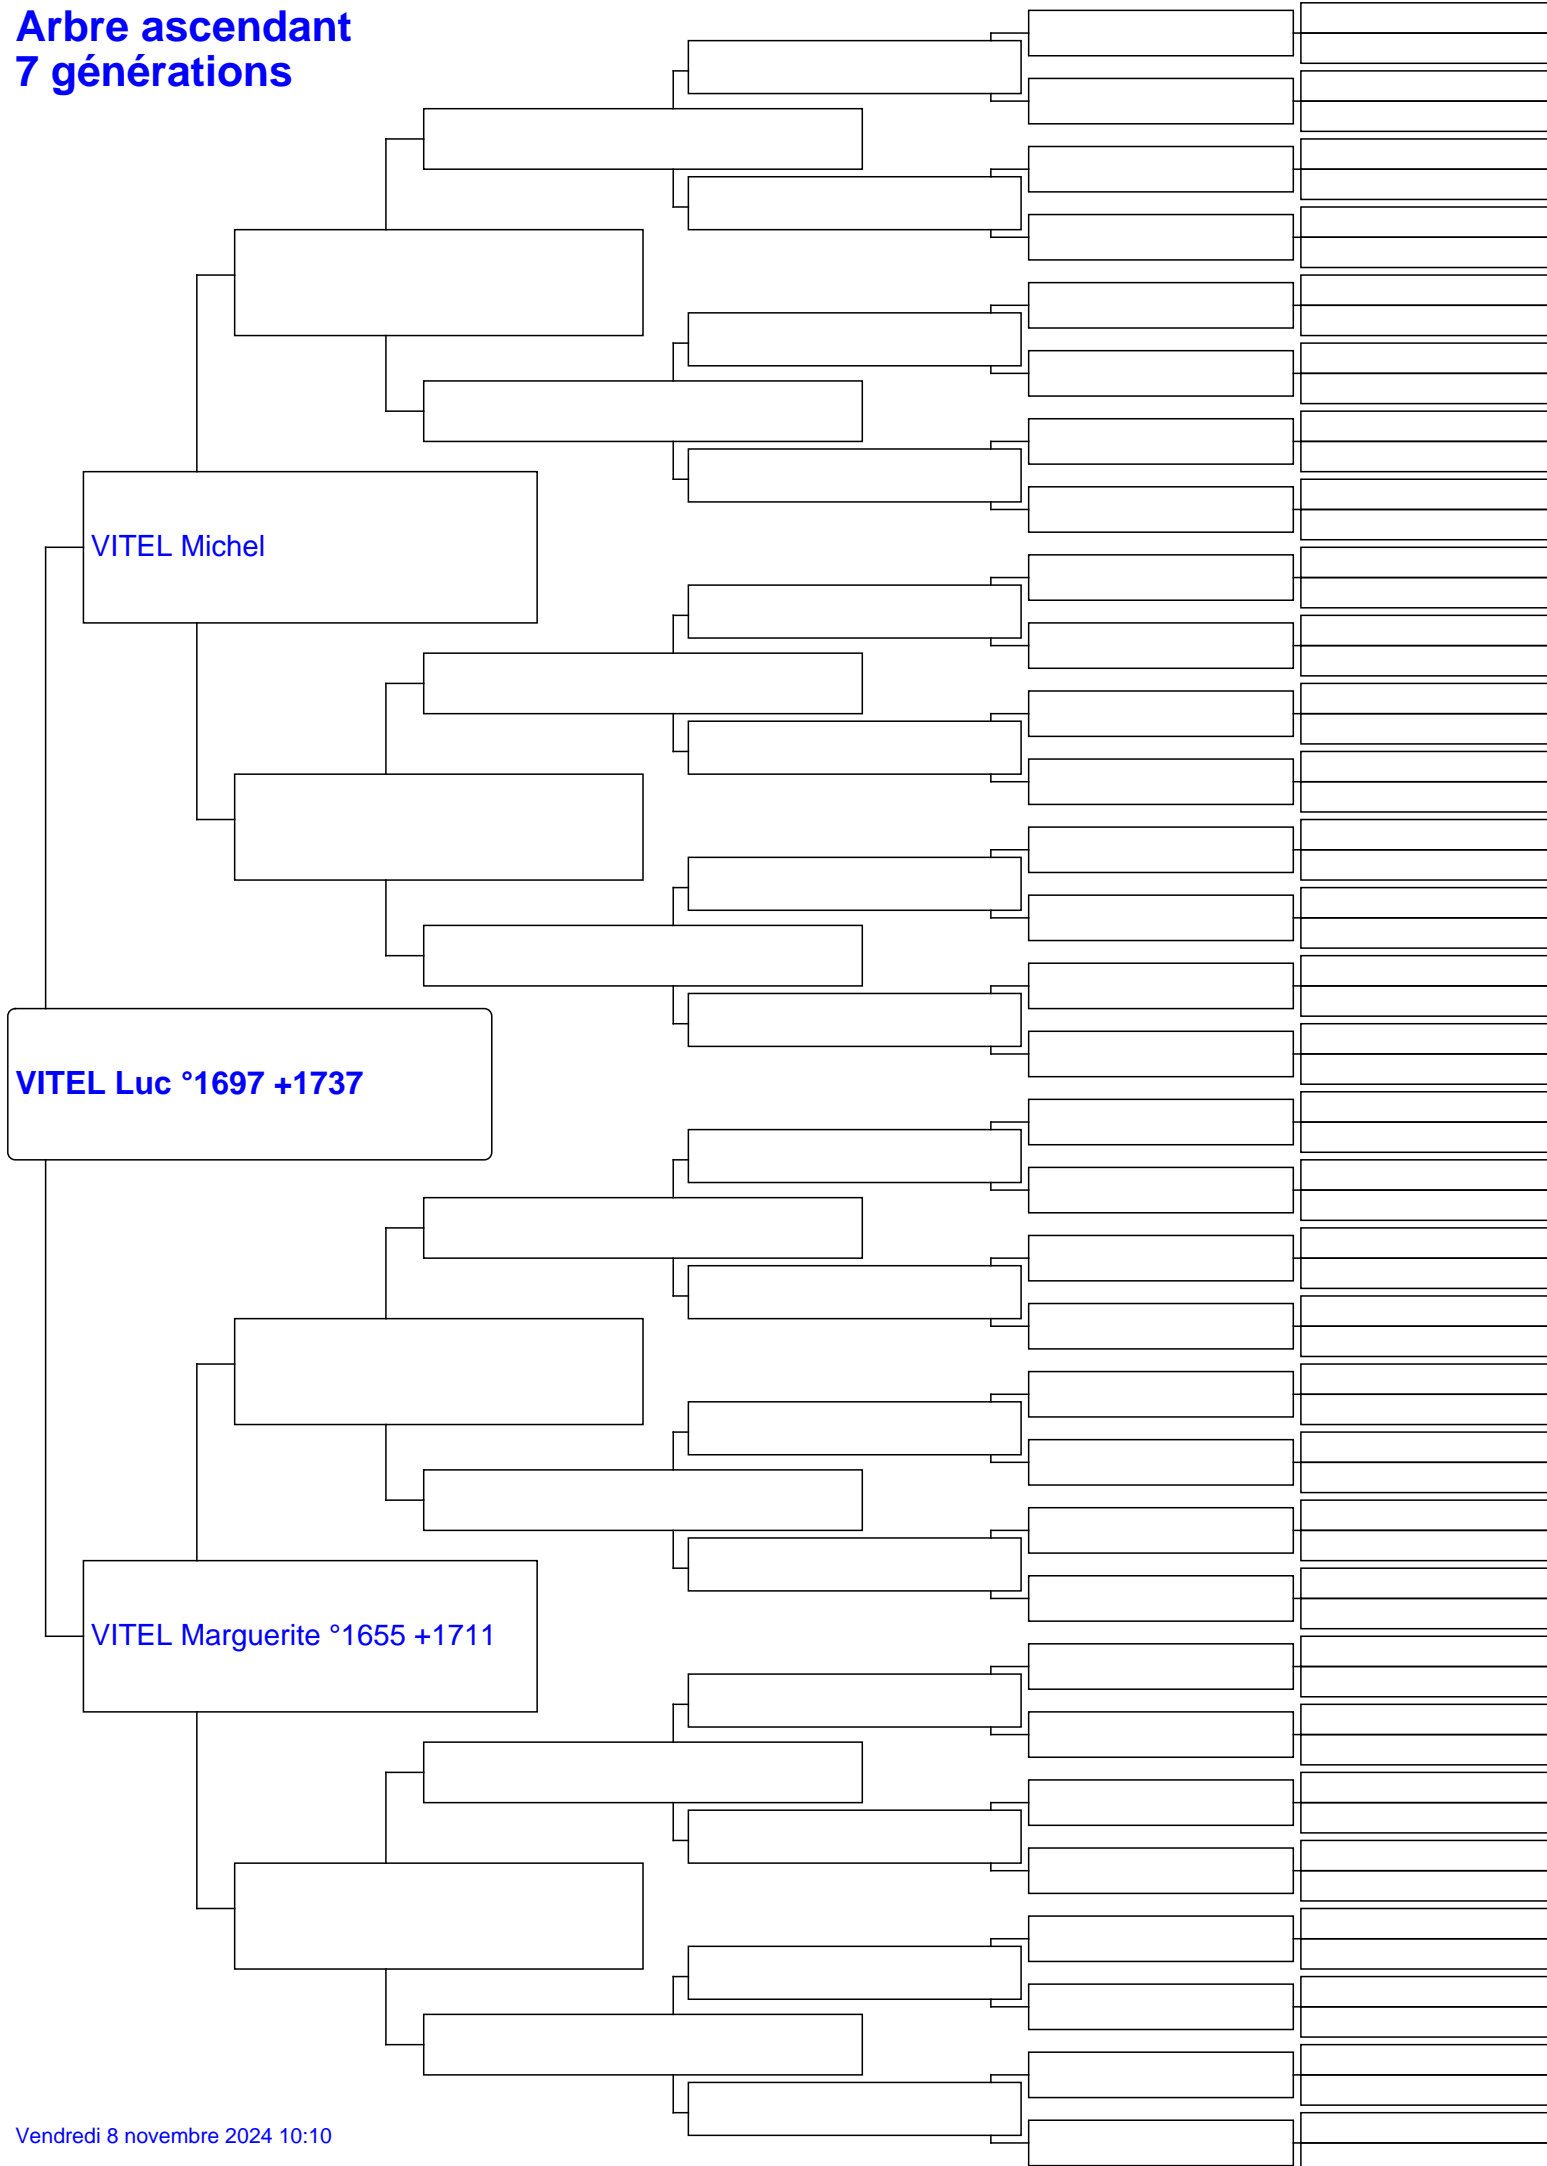 Arbre ascendant
7 générations
VITEL Michel
VITEL Luc °1697 +1737
VITEL Marguerite °1655 +1711
Vendredi 8 novembre 2024 10:10